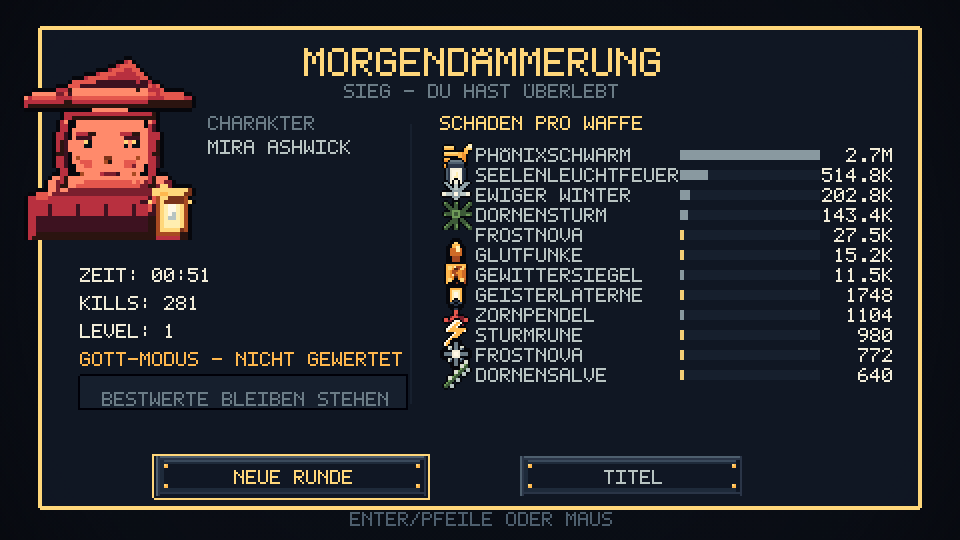 MORGENDÄMMERUNG
SIEG - DU HAST ÜBERLEBT
CHARAKTER
MIRA ASHWICK
ZEIT: 00:51
KILLS: 281
LEVEL: 1
GOTT-MODUS - NICHT GEWERTET
BESTWERTE BLEIBEN STEHEN
SCHADEN PRO WAFFE
PHÖNIXSCHWARM 2.7M
SEELENLEUCHTFEUER 514.8K
EWIGER WINTER 202.8K
DORNENSTURM 143.4K
FROSTNOVA 27.5K
GLUTFUNKE 15.2K
GEWITTERSIEGEL 11.5K
GEISTERLATERNE 1748
ZORNPENDEL 1104
STURMRUNE 980
FROSTNOVA 772
DORNENSALVE 640
NEUE RUNDE
TITEL
ENTER/PFEILE ODER MAUS